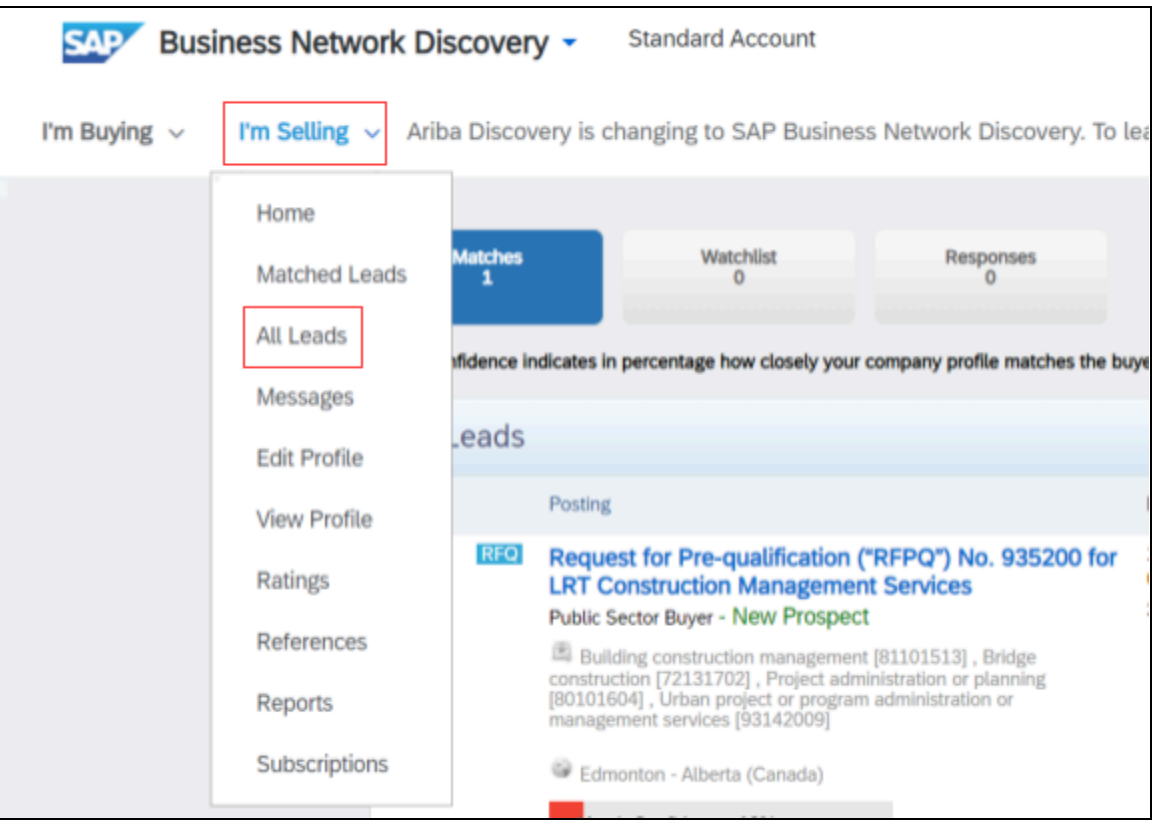 SAP Business Network Discovery Standard Account
I'm Buying I'm Selling Ariba Discovery is changing to SAP Business Network Discovery. To
Home
Matched Leads
All Leads
Messages
Edit Profile
View Profile
Ratings
References
Reports
Subscriptions
Matches
1
Watchlist
0
Responses
0
indicates in percentage how closely your company profile matches the
Leads
Posting
RFQ
Request for Pre-qualification ("RFPQ") No. 935200 for
LRT Construction Management Services
Public Sector Buyer - New Prospect
Building construction management [81101513] , Bridge
construction [72131702] , Project administration or planning
[80101604] , Urban project or program administration or
management services [93142009]
Edmonton - Alberta (Canada)